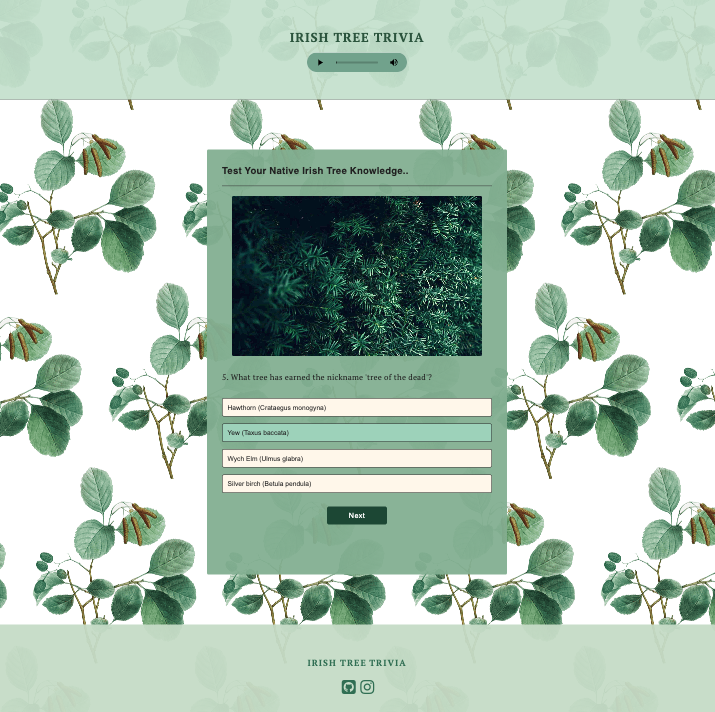 IRISH TREE TRIVIA
Test Your Native Irish Tree Knowledge..
5. What tree has earned the nickname 'tree of the dead'?
Hawthorn (Crataegus monogyna)
Yew (Taxus baccata)
Wych Elm (Ulmus glabra)
Silver birch (Betula pendula)
Next
IRISH TREE TRIVIA